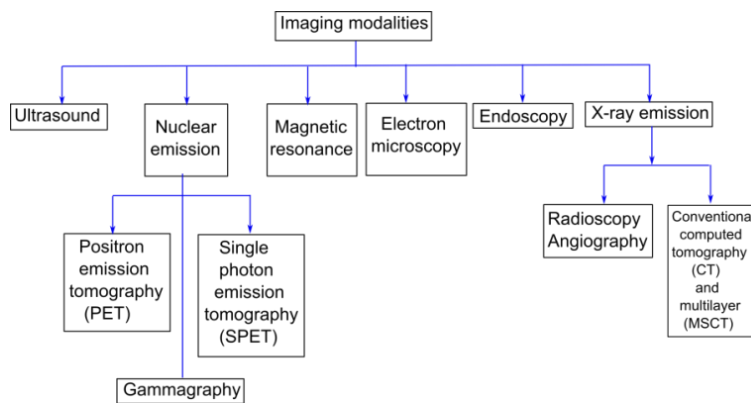 Imaging modalities
Ultrasound
Nuclear
emission
Magnetic
resonance
Electron
microscopy
Endoscopy
X-ray emission
Positron
emission
tomography
(PET)
Single
photon
emission
tomography
(SPET)
Radioscopy
Angiography
Conventiona
computed
tomography
(CT)
and
multilayer
(MSCT)
Gammagraphy